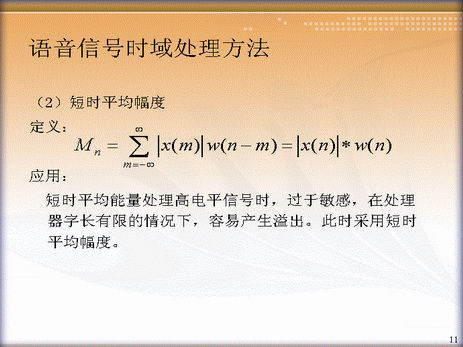 语音信号时域处理方法
（2）短时平均幅度
定义：
M_n = \sum_{m=-\infty}^{\infty} |x(m)| w(n-m) = |x(n)| * w(n)
应用：
短时平均能量处理高电平信号时，过于敏感，在处理
器字长有限的情况下，容易产生溢出。此时采用短时
平均幅度。
11